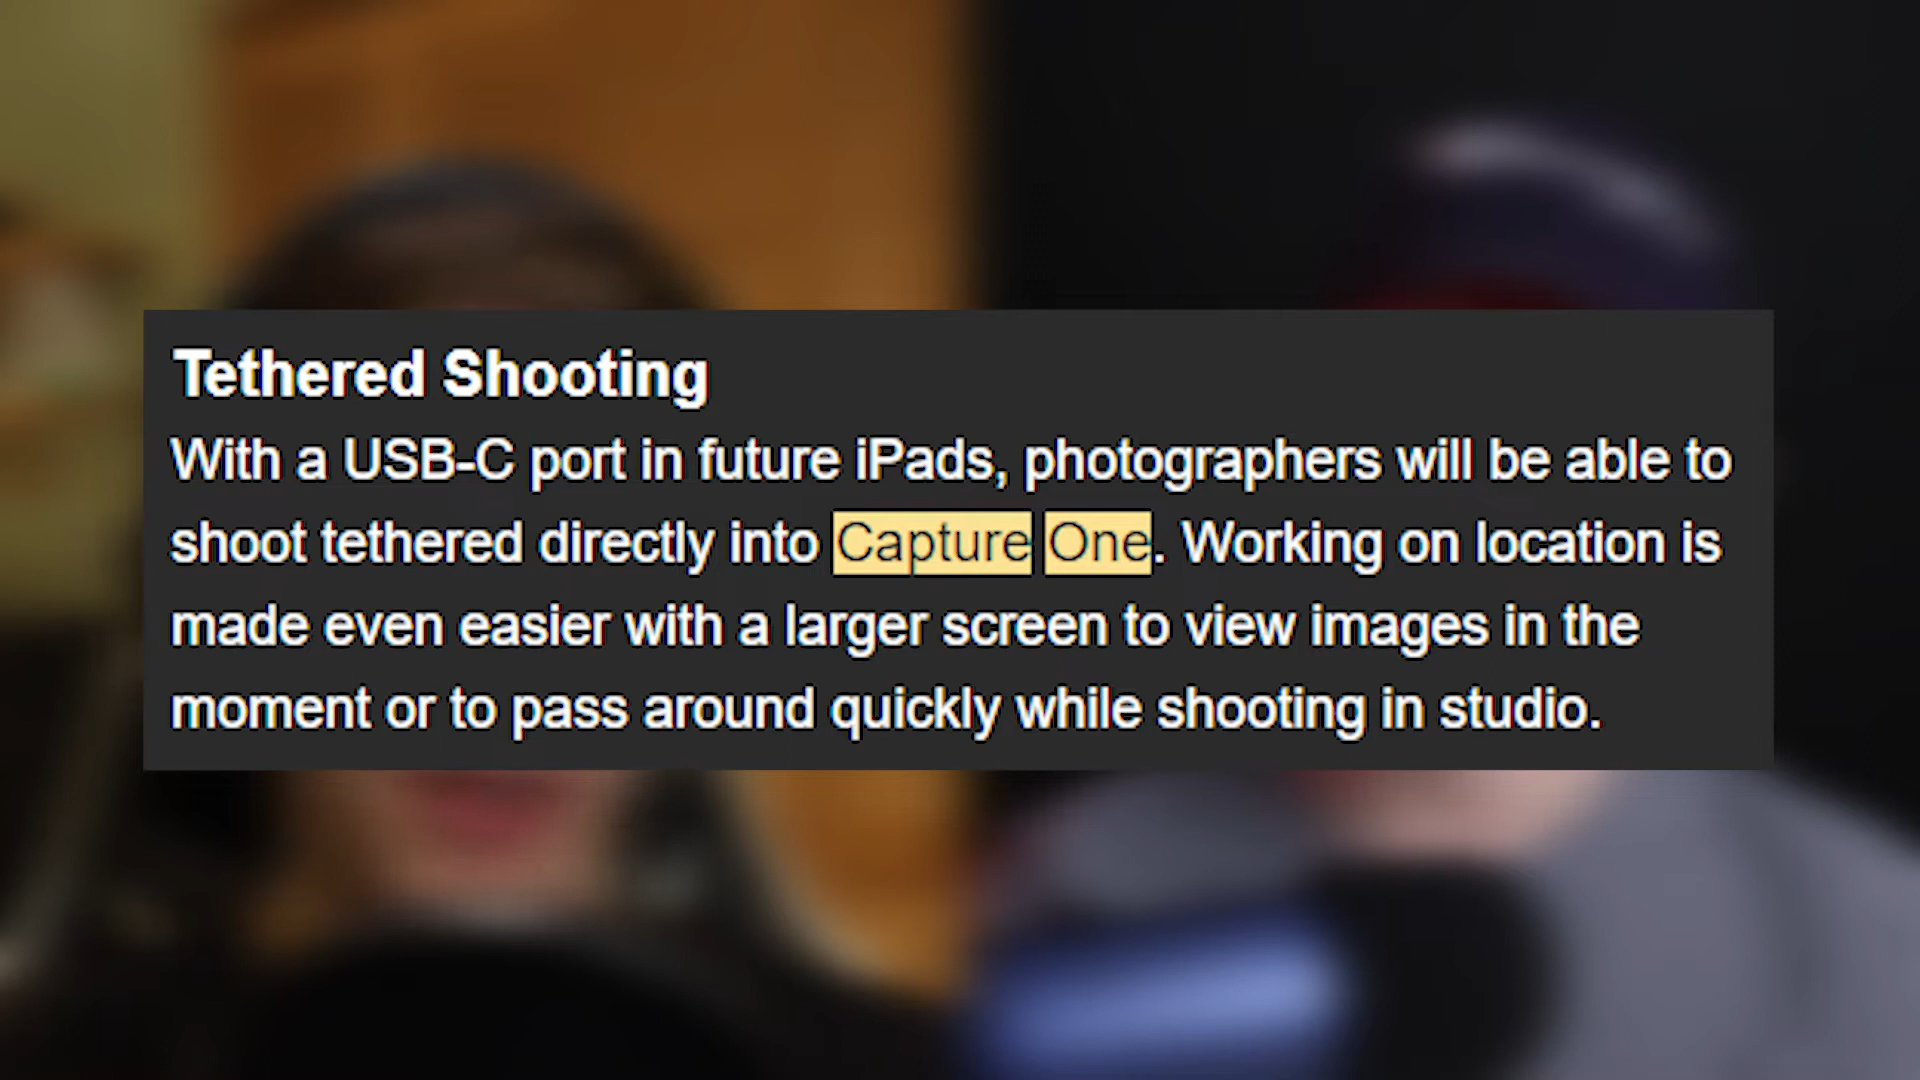 Tethered Shooting
With a USB-C port in future iPads, photographers will be able to
shoot tethered directly into Capture One. Working on location is
made even easier with a larger screen to view images in the
moment or to pass around quickly while shooting in studio.